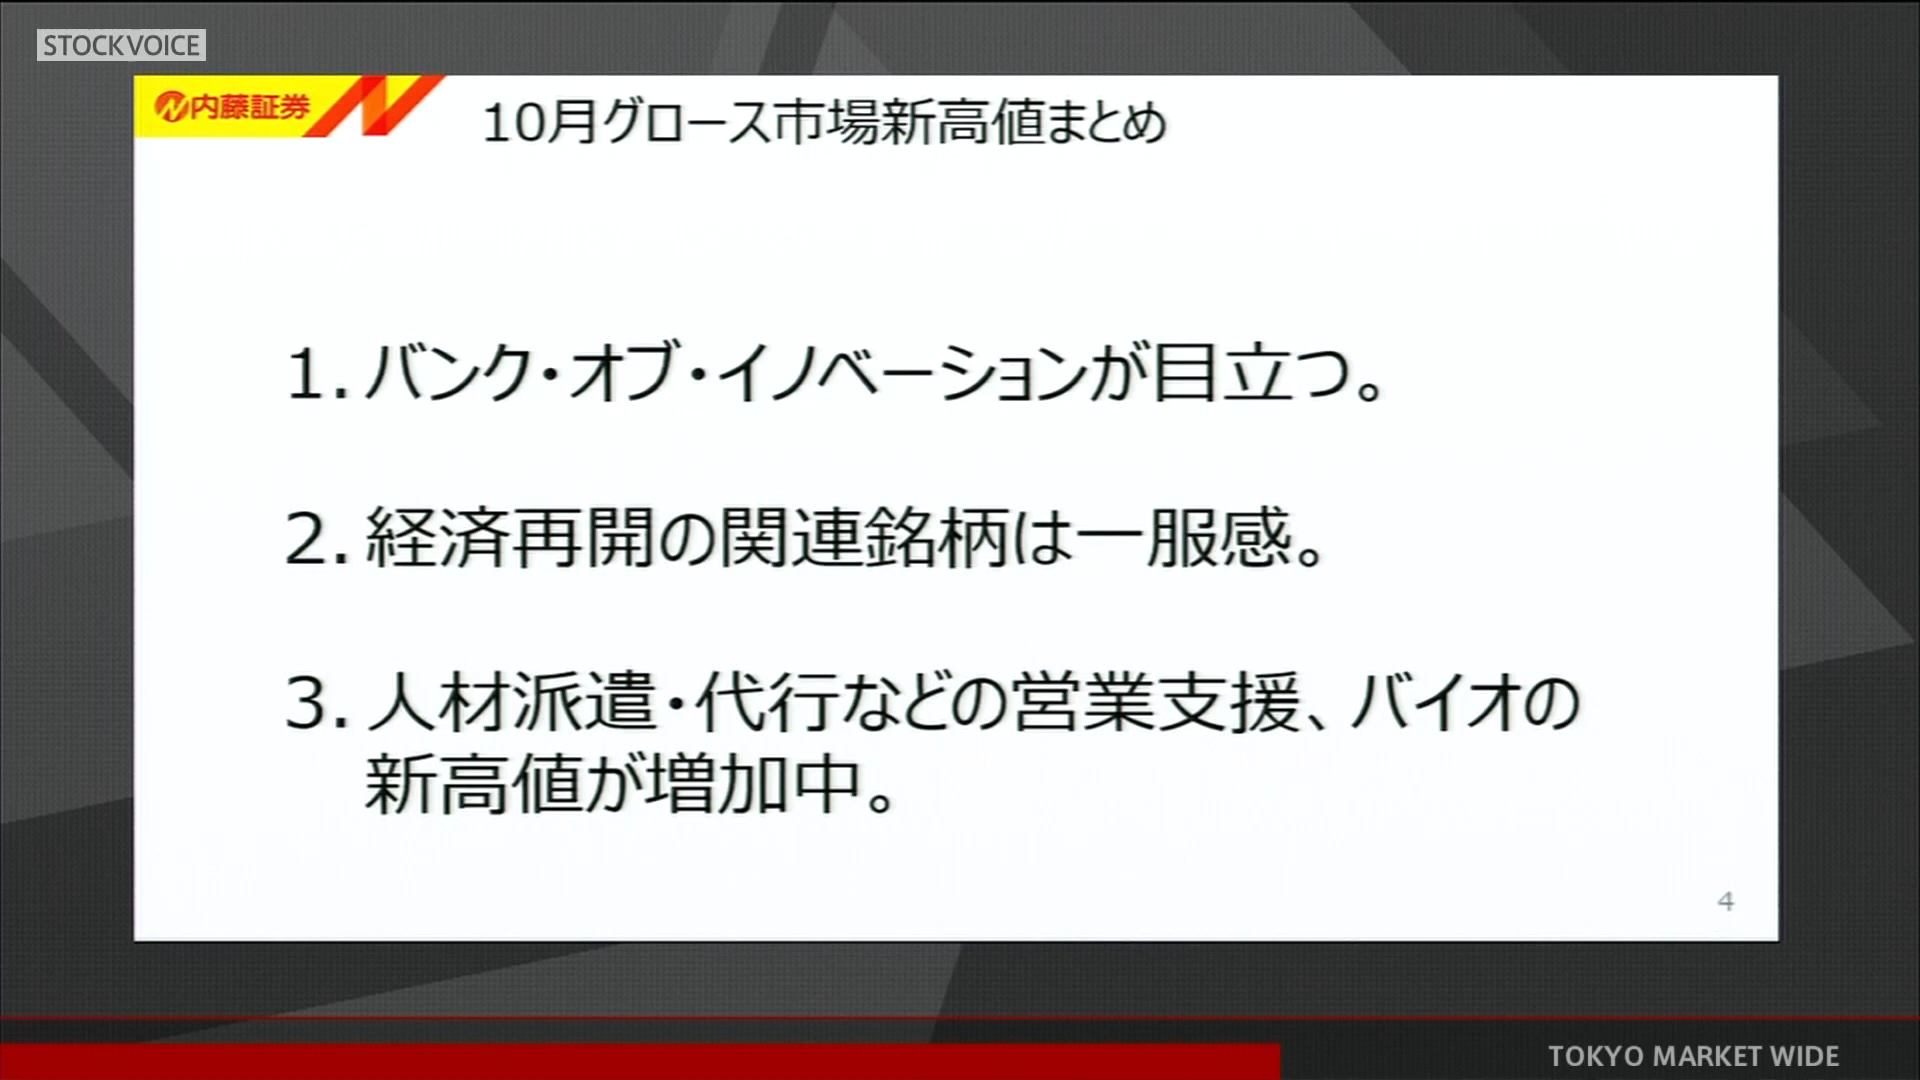 STOCKVOICE
内藤証券
10月グロース市場新高値まとめ
1. バンク・オブ・イノベーションが目立つ。
2. 経済再開の関連銘柄は一服感。
3. 人材派遣・代行などの営業支援、バイオの
新高値が増加中。
4
TOKYO MARKET WIDE